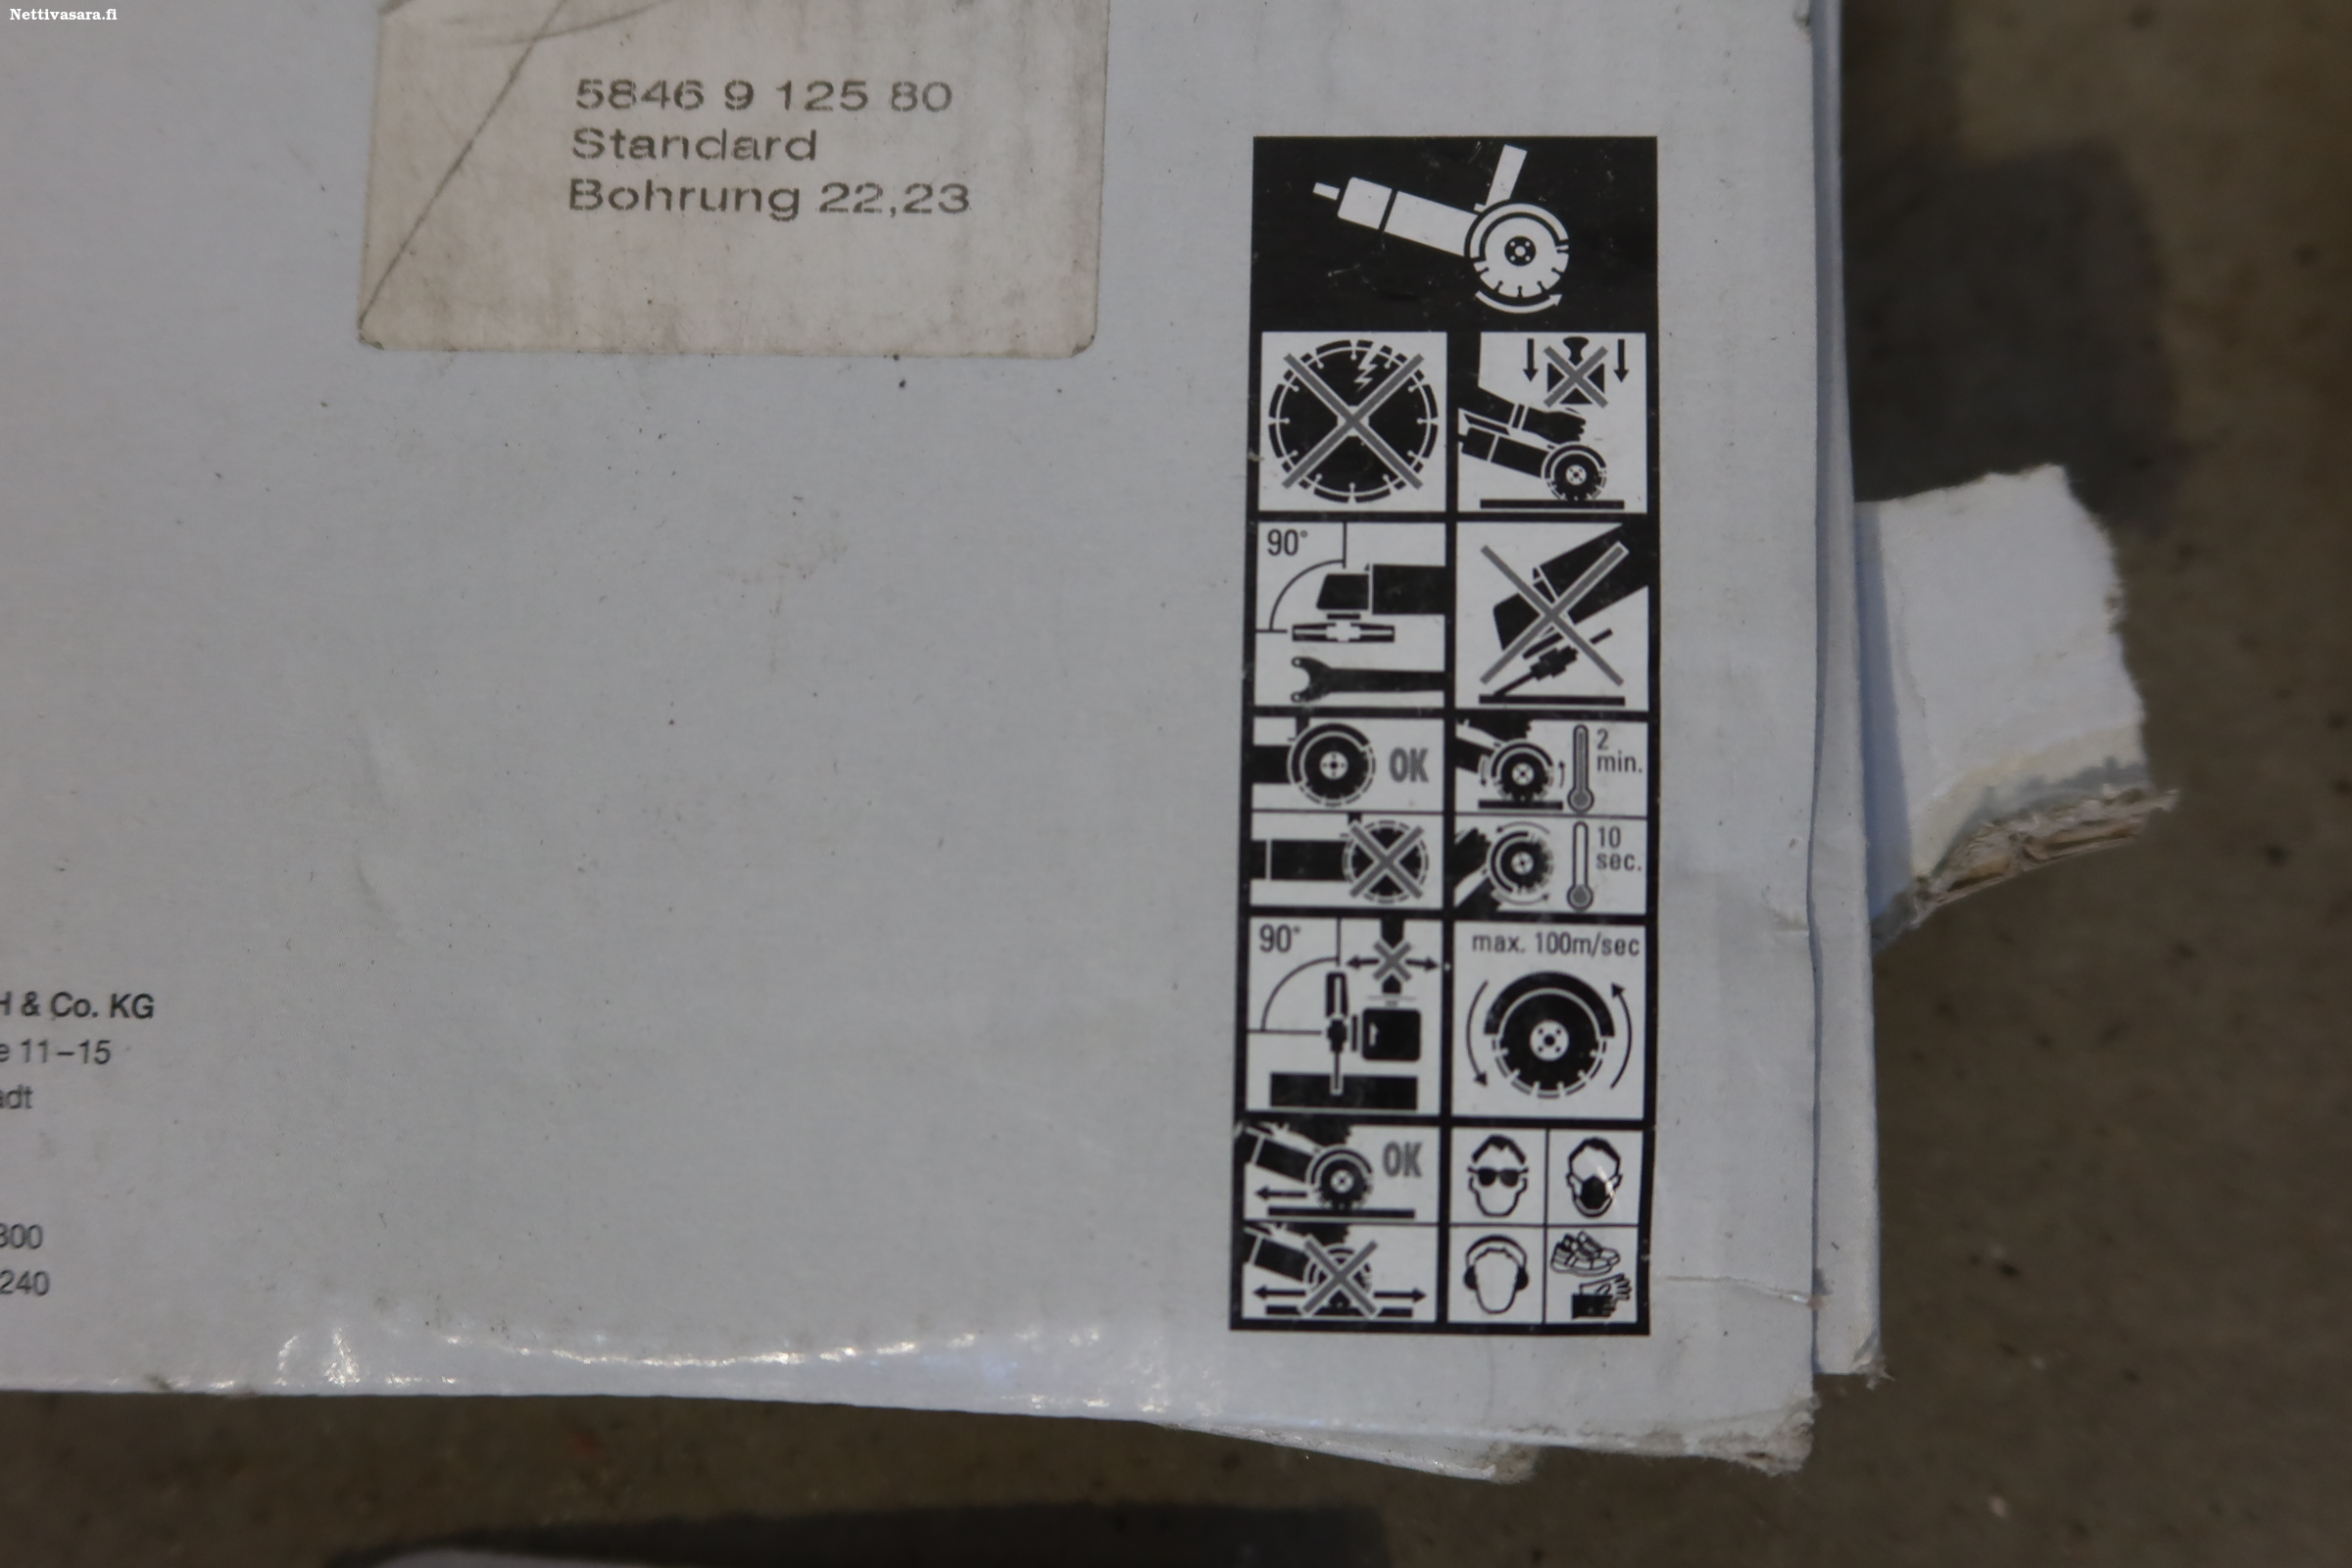 Nettivasara.fi
5846 9 125 80
Standard
Bohrung 22,23
90°
OK
2
min.
10
sec.
90°
max. 100m/sec
OK
& Co. KG
11–15
300
240